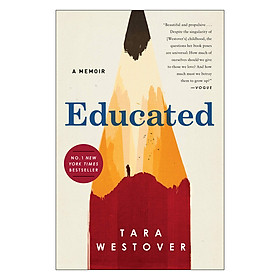 "Beautiful and propulsive . . .
Despite the singularity of
[Westover's] childhood, the
questions her book poses
are universal: How much of
ourselves should we give to
those we love? And how
much must we betray
them to grow up?"
—VOGUE
A MEMOIR
Educated
NO. 1 NEW
YORK TIMES
BESTSELLER
TARA
WESTOVER